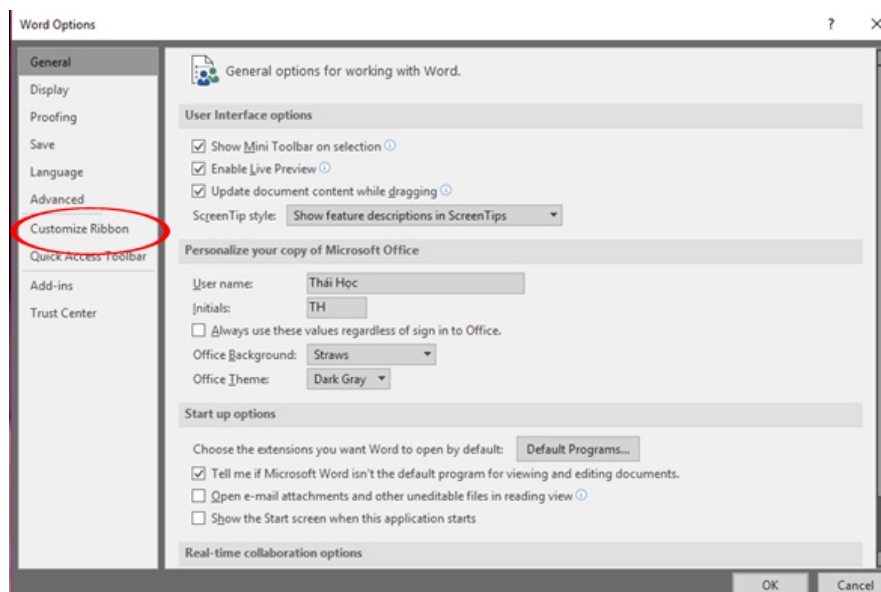 Word Options
?
General
Display
Proofing
Save
Language
Advanced
Customize Ribbon
Quick Access Toolbar
Add-ins
Trust Center
General options for working with Word.
User Interface options
Show Mini Toolbar on selection
Enable Live Preview
Update document content while dragging
ScreenTip style: Show feature descriptions in ScreenTips
Personalize your copy of Microsoft Office
User name: Thái Học
Initials: TH
Always use these values regardless of sign in to Office.
Office Background: Straws
Office Theme: Dark Gray
Start up options
Choose the extensions you want Word to open by default: Default Programs...
Tell me if Microsoft Word isn't the default program for viewing and editing documents.
Open e-mail attachments and other uneditable files in reading view
Show the Start screen when this application starts
Real-time collaboration options
OK Cancel